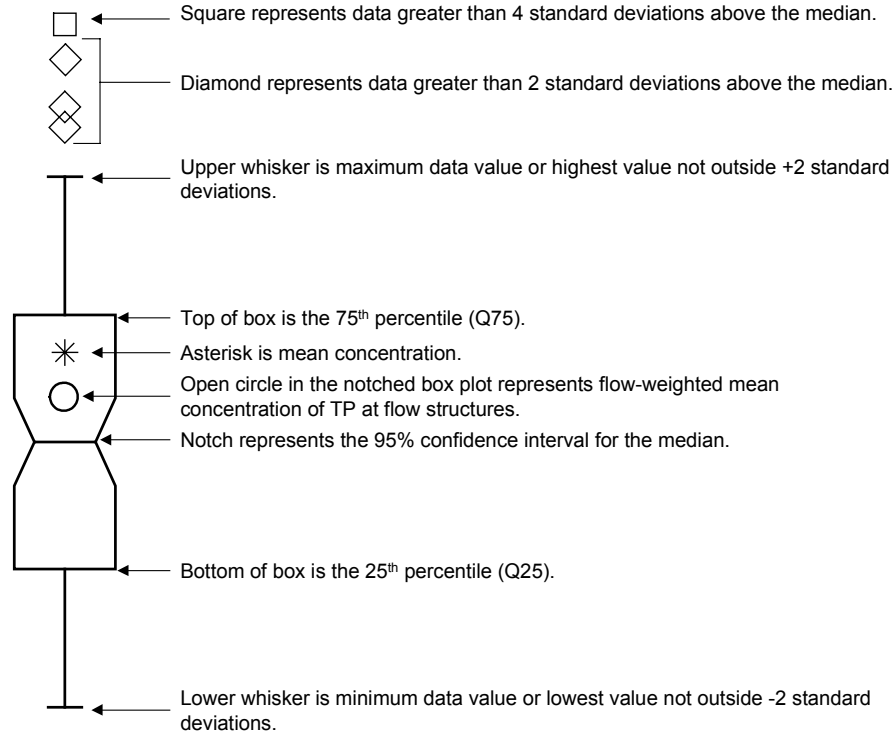 Square represents data greater than 4 standard deviations above the median.
Diamond represents data greater than 2 standard deviations above the median.
Upper whisker is maximum data value or highest value not outside +2 standard
deviations.
Top of box is the 75th percentile (Q75).
Asterisk is mean concentration.
Open circle in the notched box plot represents flow-weighted mean
concentration of TP at flow structures.
Notch represents the 95% confidence interval for the median.
Bottom of box is the 25th percentile (Q25).
Lower whisker is minimum data value or lowest value not outside -2 standard
deviations.